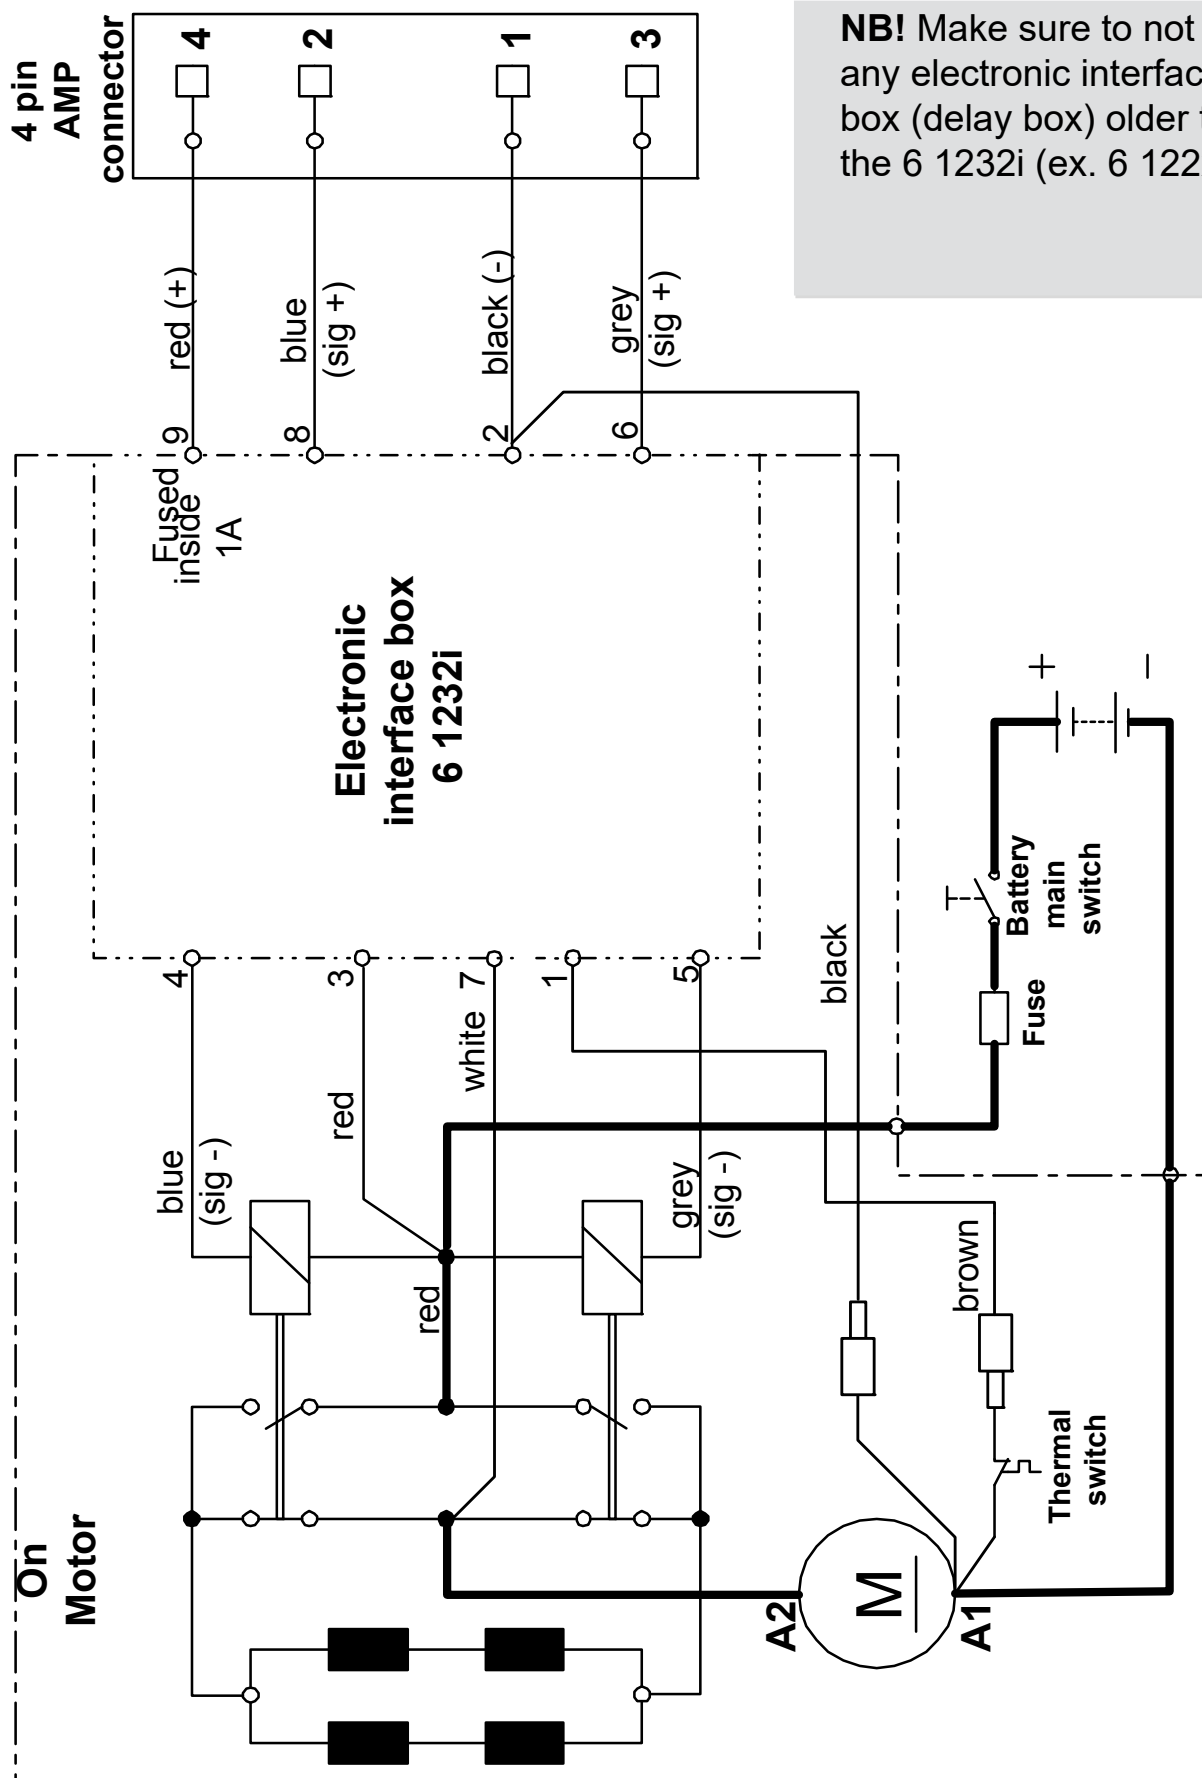 4 pin
AMP
connector
4
2
1
3
NB! Make sure to not
any electronic
box (delay box) older
the 6 1232i (ex. 6
red (+)
blue
(sig +)
black (-)
grey
(sig +)
9
8
2
6
Fused
inside
1A
Electronic
interface box
6 1232i
+
-
Battery
main
switch
Fuse
black
4
3
7
1
5
white
red
blue
(sig -)
grey
(sig -)
red
brown
Thermal
switch
On
Motor
M
A2
A1